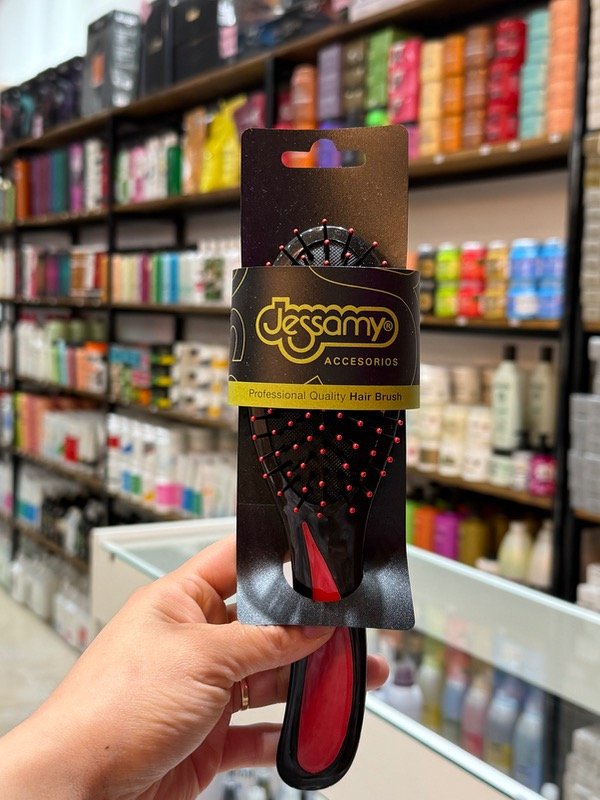 Jessamy®
ACCESORIOS
Professional Quality Hair Brush